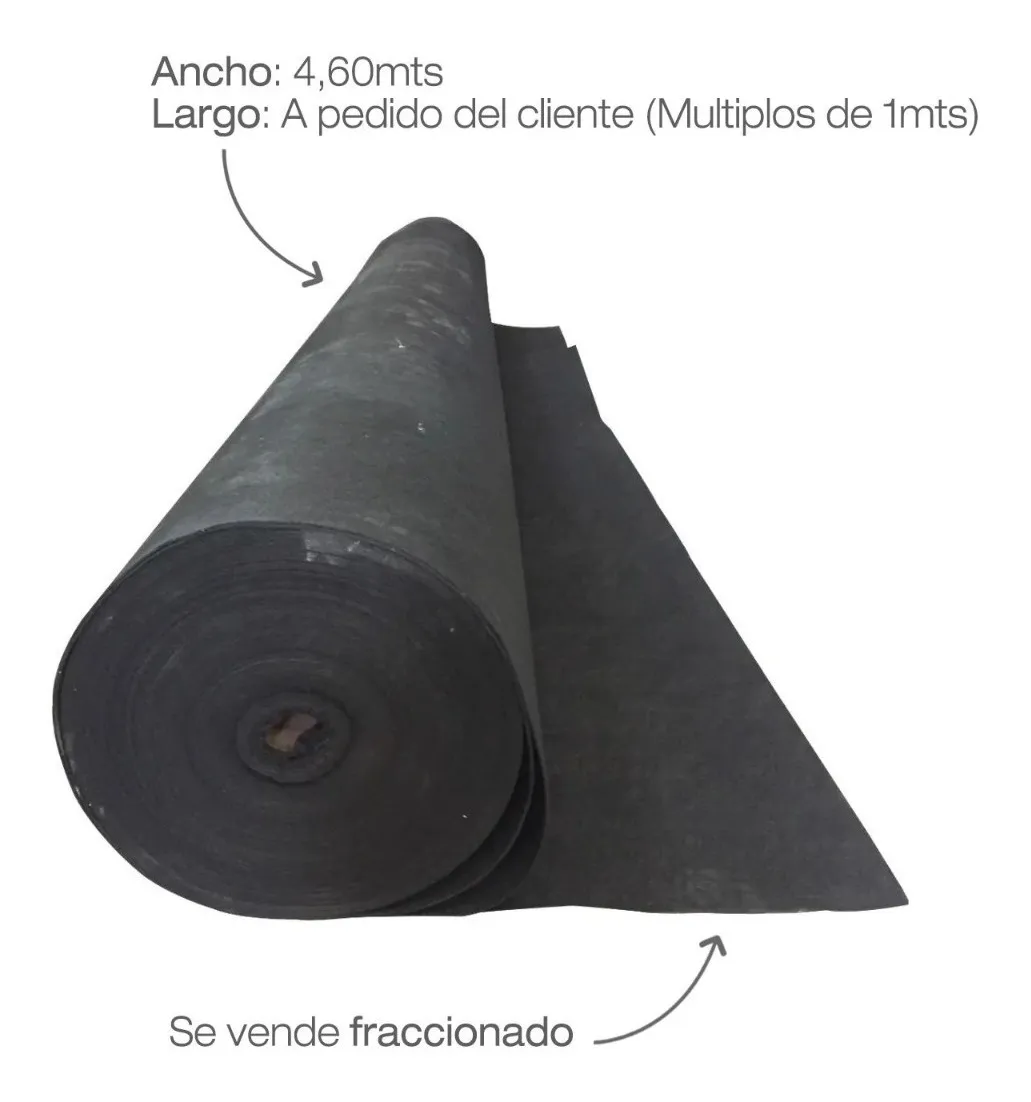 Ancho: 4,60mts
Largo: A pedido del cliente (Multiplos de 1mts)
Se vende fraccionado